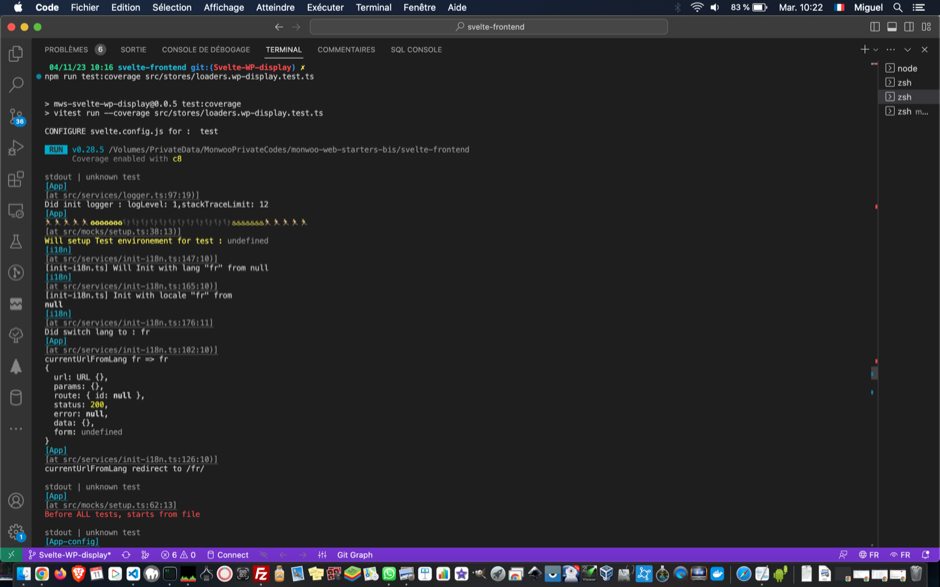 Code Fichier Edition Sélection Affichage Atteindre Exécuter Terminal Fenêtre Aide 83 % Mar. 10:22 Miguel
svelte-frontend
PROBLÈMES 6 SORTIE CONSOLE DE DÉBOGAGE TERMINAL COMMENTAIRES SQL CONSOLE
node
zsh
zsh
zsh m...
36
1
04/11/23 10:16 svelte-frontend git:(Svelte-WP-display) ✗
npm run test:coverage src/stores/loaders.wp-display.test.ts
> mws-svelte-wp-display@0.0.5 test:coverage
> vitest run --coverage src/stores/loaders.wp-display.test.ts
CONFIGURE svelte.config.js for :  test
RUN v0.28.5 /Volumes/PrivateData/MonwooPrivateCodes/monwoo-web-starters-bis/svelte-frontend
Coverage enabled with c8
stdout | unknown test
[App]
[at src/services/logger.ts:97:19)]
Did init logger : logLevel: 1,stackTraceLimit: 12
[App]
[at src/mocks/setup.ts:38:13)]
Will setup Test environement for test : undefined
[i18n]
[at src/services/init-i18n.ts:147:10)]
[init-i18n.ts] Will Init with lang "fr" from null
[i18n]
[at src/services/init-i18n.ts:165:10)]
[init-i18n.ts] Init with locale "fr" from
null
[i18n]
[at src/services/init-i18n.ts:176:11]
Did switch lang to : fr
[App]
[at src/services/init-i18n.ts:102:10)]
currentUrlFromLang fr => fr
{
url: URL {},
params: {},
route: { id: null },
status: 200,
error: null,
data: {},
form: undefined
}
[App]
[at src/services/init-i18n.ts:126:10)]
currentUrlFromLang redirect to /fr/
stdout | unknown test
[App]
[at src/mocks/setup.ts:62:13]
Before ALL tests, starts from file
stdout | unknown test
[App-config]
Svelte-WP-display* 6 0 Connect Git Graph FR FR